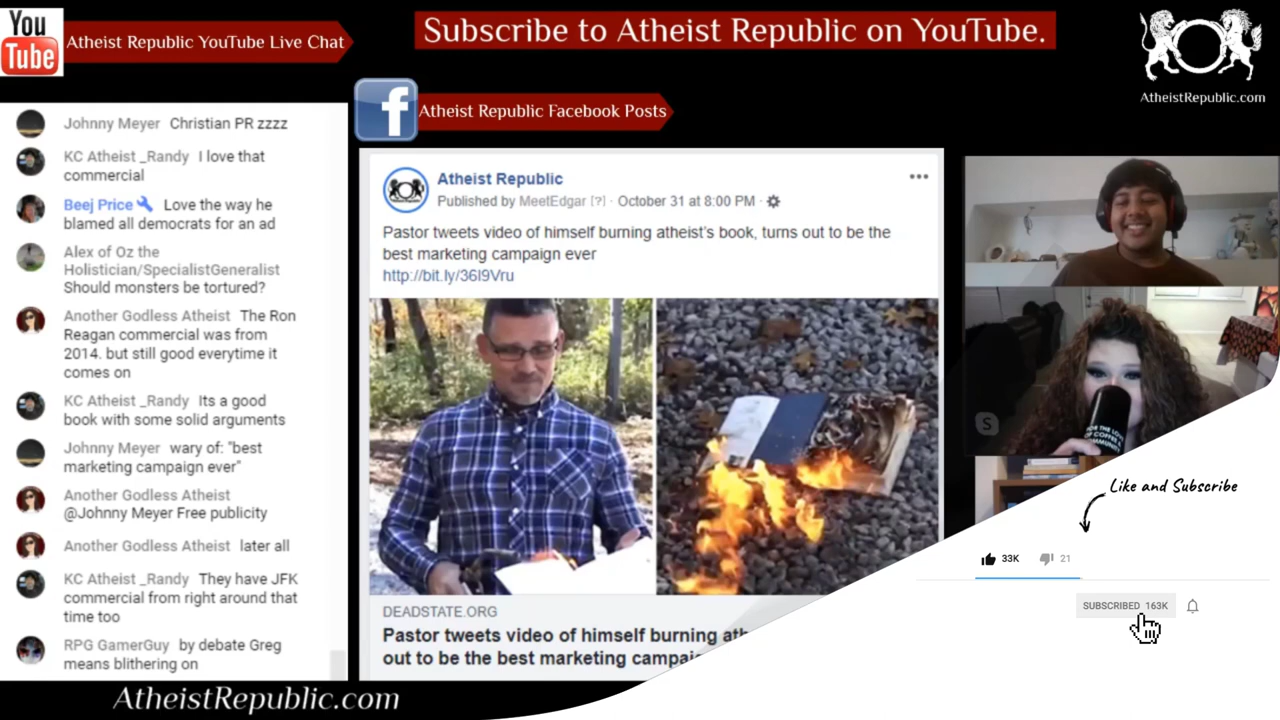 You
Tube
Atheist Republic YouTube Live Chat
Subscribe to Atheist Republic on YouTube.
AtheistRepublic.com
f
Atheist Republic Facebook Posts
Johnny Meyer Christian PR zzzz
KC Atheist _Randy I love that
commercial
Beej Price Love the way he
blamed all democrats for an ad
Alex of Oz the
Holistician/SpecialistGeneralist
Should monsters be tortured?
Another Godless Atheist The Ron
Reagan commercial was from
2014. but still good everytime it
comes on
KC Atheist _Randy Its a good
book with some solid arguments
Johnny Meyer wary of: "best
marketing campaign ever"
Another Godless Atheist
@Johnny Meyer Free publicity
Another Godless Atheist later all
KC Atheist _Randy They have JFK
commercial from right around that
time too
RPG GamerGuy by debate Greg
means blithering on
Atheist Republic
Published by MeetEdgar [?] · October 31 at 8:00 PM ·
Pastor tweets video of himself burning atheist's book, turns out to be the
best marketing campaign ever
http://bit.ly/36I9Vru
DEADSTATE.ORG
Pastor tweets video of himself burning ath
out to be the best marketing campai
S
FOR THE LOVE
OF COFFEE &
Like and Subscribe
33K 21
SUBSCRIBED 163K
AtheistRepublic.com